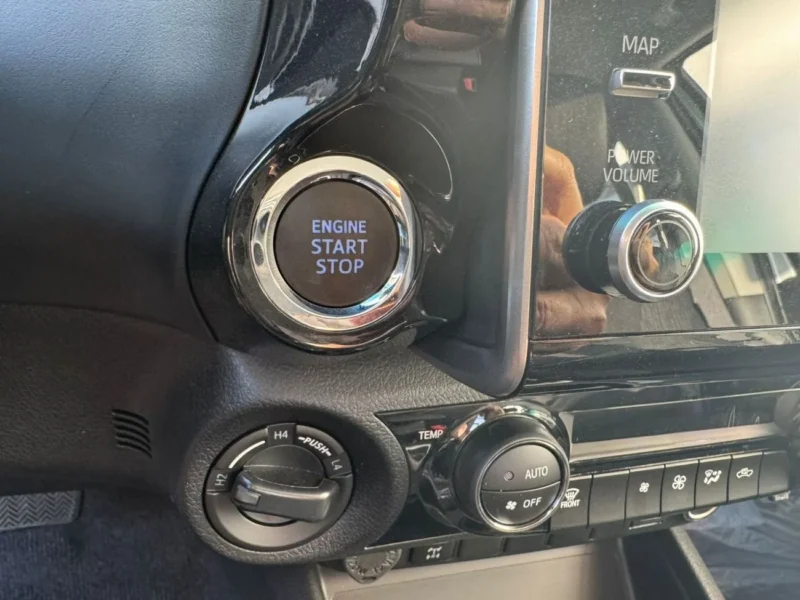 MAP
POWER
VOLUME
ENGINE
START
STOP
TEMP
H4
PUSH
L4
H2
AUTO
OFF
FRONT